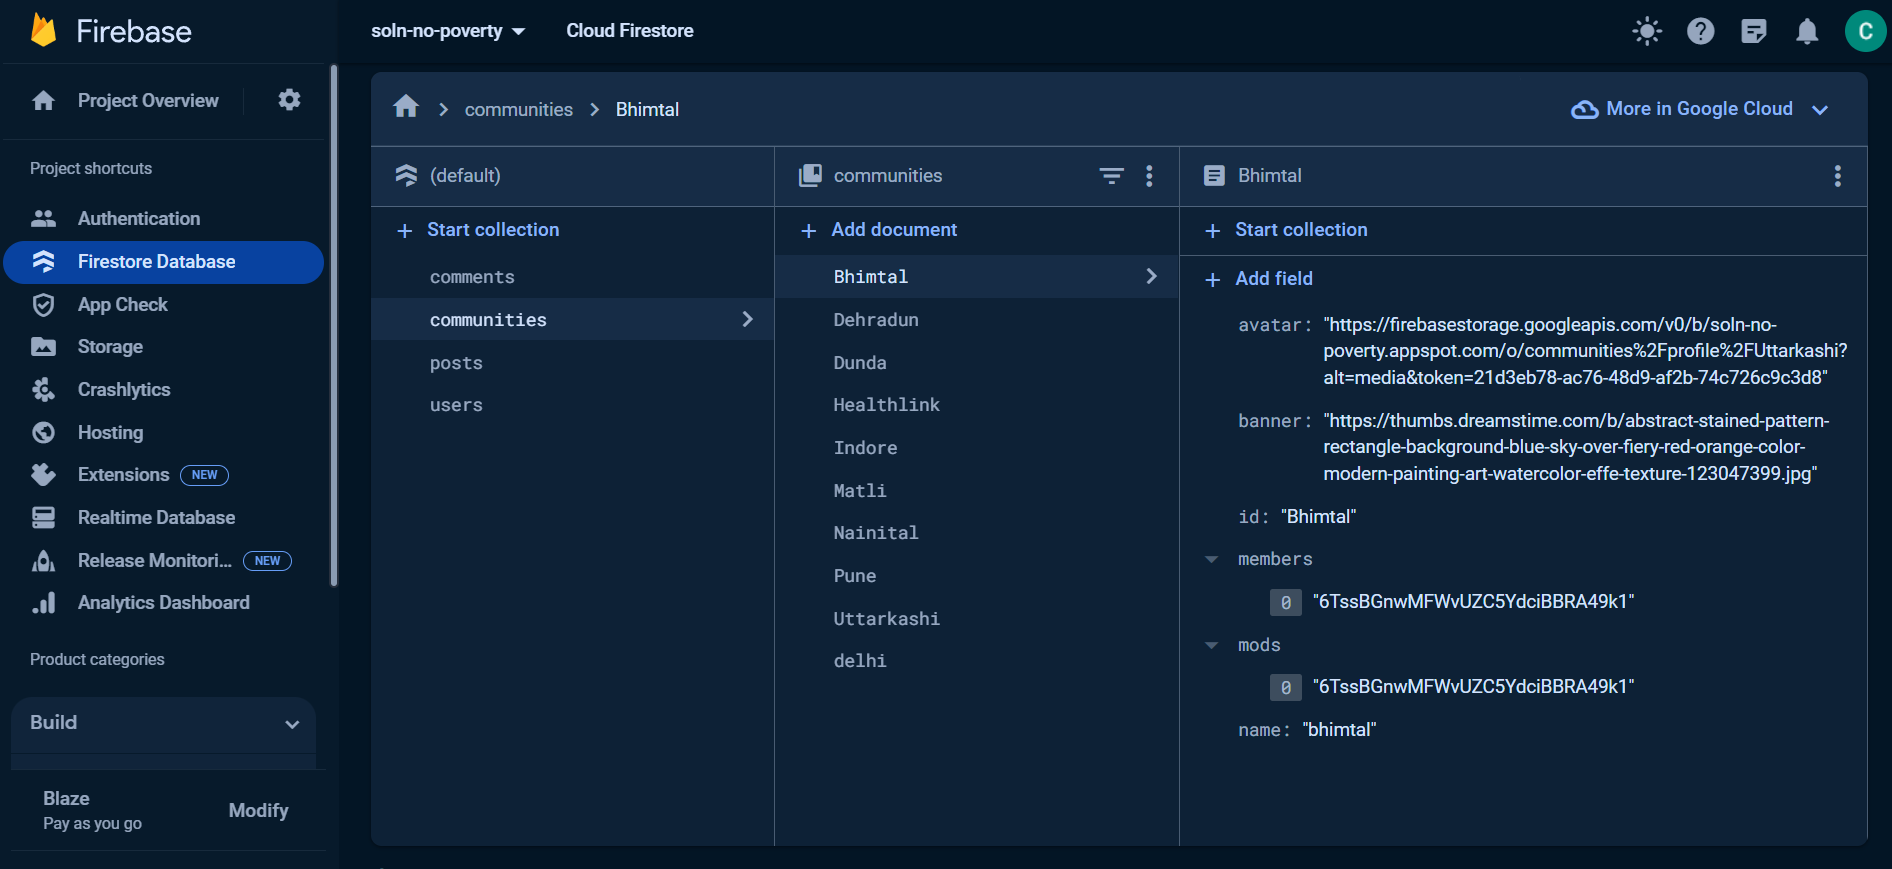 Firebase
soln-no-poverty
Cloud Firestore
C
Project Overview
Project shortcuts
Authentication
Firestore Database
App Check
Storage
Crashlytics
Hosting
Extensions NEW
Realtime Database
Release Monitori... NEW
Analytics Dashboard
Product categories
Build
Blaze
Pay as you go
Modify
communities
Bhimtal
More in Google Cloud
(default)
Start collection
comments
communities
posts
users
communities
Add document
Bhimtal
Dehradun
Dunda
Healthlink
Indore
Matli
Nainital
Pune
Uttarkashi
delhi
Bhimtal
Start collection
Add field
avatar: "https://firebasestorage.googleapis.com/v0/b/soln-no-
poverty.appspot.com/o/communities%2Fprofile%2FUttarkashi?
alt=media&token=21d3eb78-ac76-48d9-af2b-74c726c9c3d8"
banner: "https://thumbs.dreamstime.com/b/abstract-stained-pattern-
rectangle-background-blue-sky-over-fiery-red-orange-color-
modern-painting-art-watercolor-effe-texture-123047399.jpg"
id: "Bhimtal"
members
0 "6TssBGnwMFWvUZC5YdciBBRA49k1"
mods
0 "6TssBGnwMFWvUZC5YdciBBRA49k1"
name: "bhimtal"